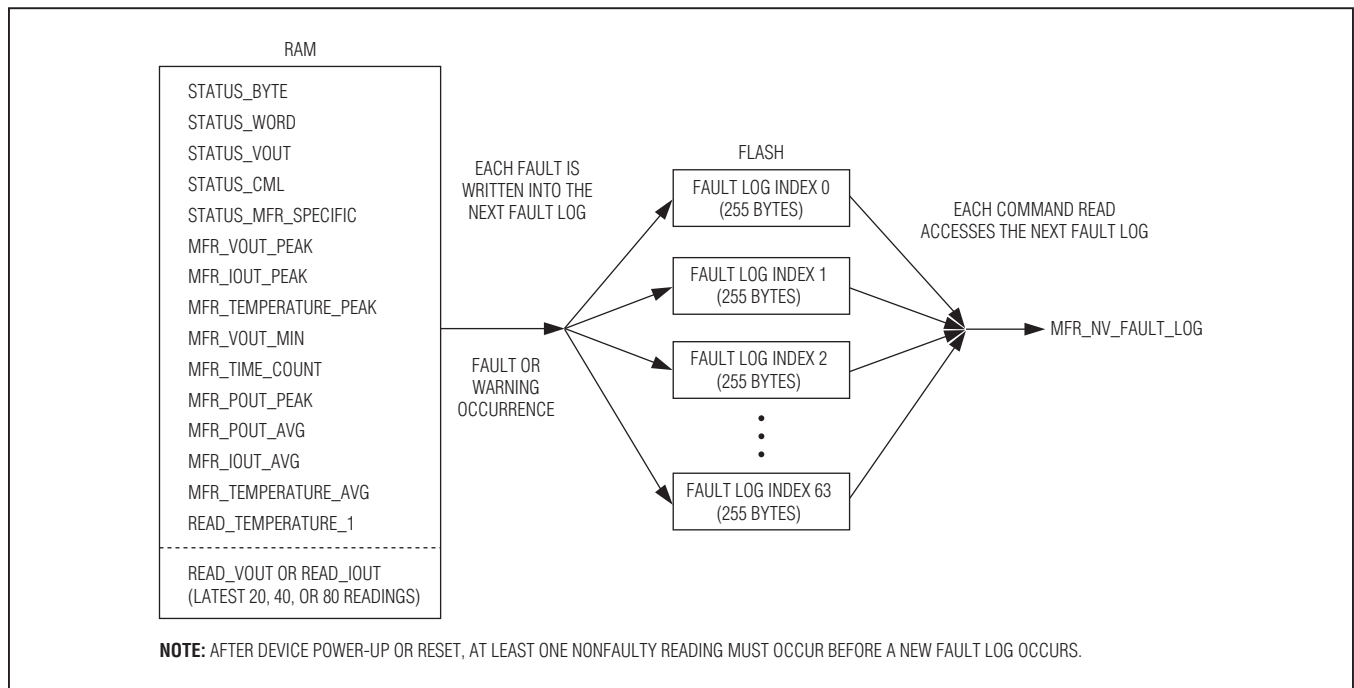 RAM
STATUS_BYTE
STATUS_WORD
STATUS_VOUT
STATUS_CML
STATUS_MFR_SPECIFIC
MFR_VOUT_PEAK
MFR_IOUT_PEAK
MFR_TEMPERATURE_PEAK
MFR_VOUT_MIN
MFR_TIME_COUNT
MFR_POUT_PEAK
MFR_POUT_AVG
MFR_IOUT_AVG
MFR_TEMPERATURE_AVG
READ_TEMPERATURE_1
READ_VOUT OR READ_IOUT
(LATEST 20, 40, OR 80 READINGS)
EACH FAULT IS
WRITTEN INTO THE
NEXT FAULT LOG
FAULT OR
WARNING
OCCURRENCE
FLASH
FAULT LOG INDEX 0
(255 BYTES)
FAULT LOG INDEX 1
(255 BYTES)
FAULT LOG INDEX 2
(255 BYTES)
FAULT LOG INDEX 63
(255 BYTES)
EACH COMMAND READ
ACCESSES THE NEXT FAULT LOG
MFR_NV_FAULT_LOG
NOTE: AFTER DEVICE POWER-UP OR RESET, AT LEAST ONE NONFAULTY READING MUST OCCUR BEFORE A NEW FAULT LOG OCCURS.